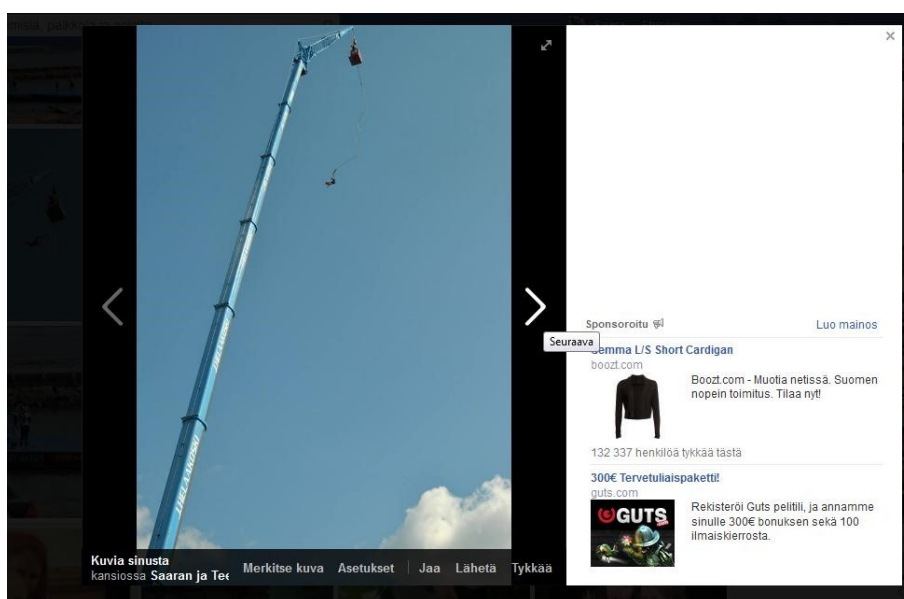 Sponsoroitu
Luo mainos
Seuraava
Gemma L/S Short Cardigan
boozt.com
Boozt.com - Muotia netissä. Suomen
nopein toimitus. Tilaa nyt!
132 337 henkilöä tykkää tästä
300€ Tervetuliaispaketti!
guts.com
GUTS
Rekisteröi Guts pelitili, ja annamme
sinulle 300€ bonuksen sekä 100
ilmaiskierrosta.
Kuvia sinusta
kansiossa Saaran ja Tee
Merkitse kuva Asetukset Jaa Lähetä Tykkää